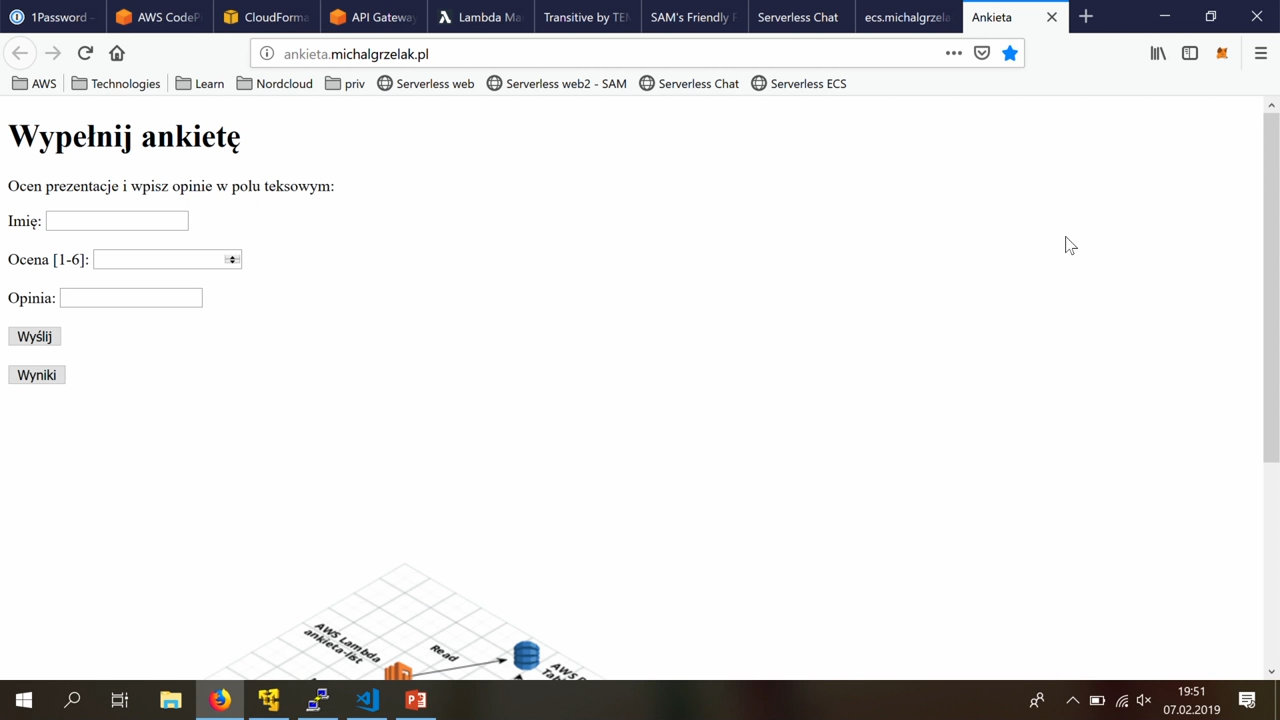 1Password -
AWS CodeP
CloudForma
API Gateway
Lambda Ma
Transitive by TE
SAM's Friendly
Serverless Chat
ecs.michalgrzela
Ankieta
ankieta.michalgrzelak.pl
AWS
Technologies
Learn
Nordcloud
priv
Serverless web
Serverless web2 - SAM
Serverless Chat
Serverless ECS
Wypełnij ankietę
Ocen prezentacje i wpisz opinie w polu teksowym:
Imię:
Ocena [1-6]:
Opinia:
Wyślij
Wyniki
AWS Lambda
ankieta-list
Read
AWS
19:51
07.02.2019